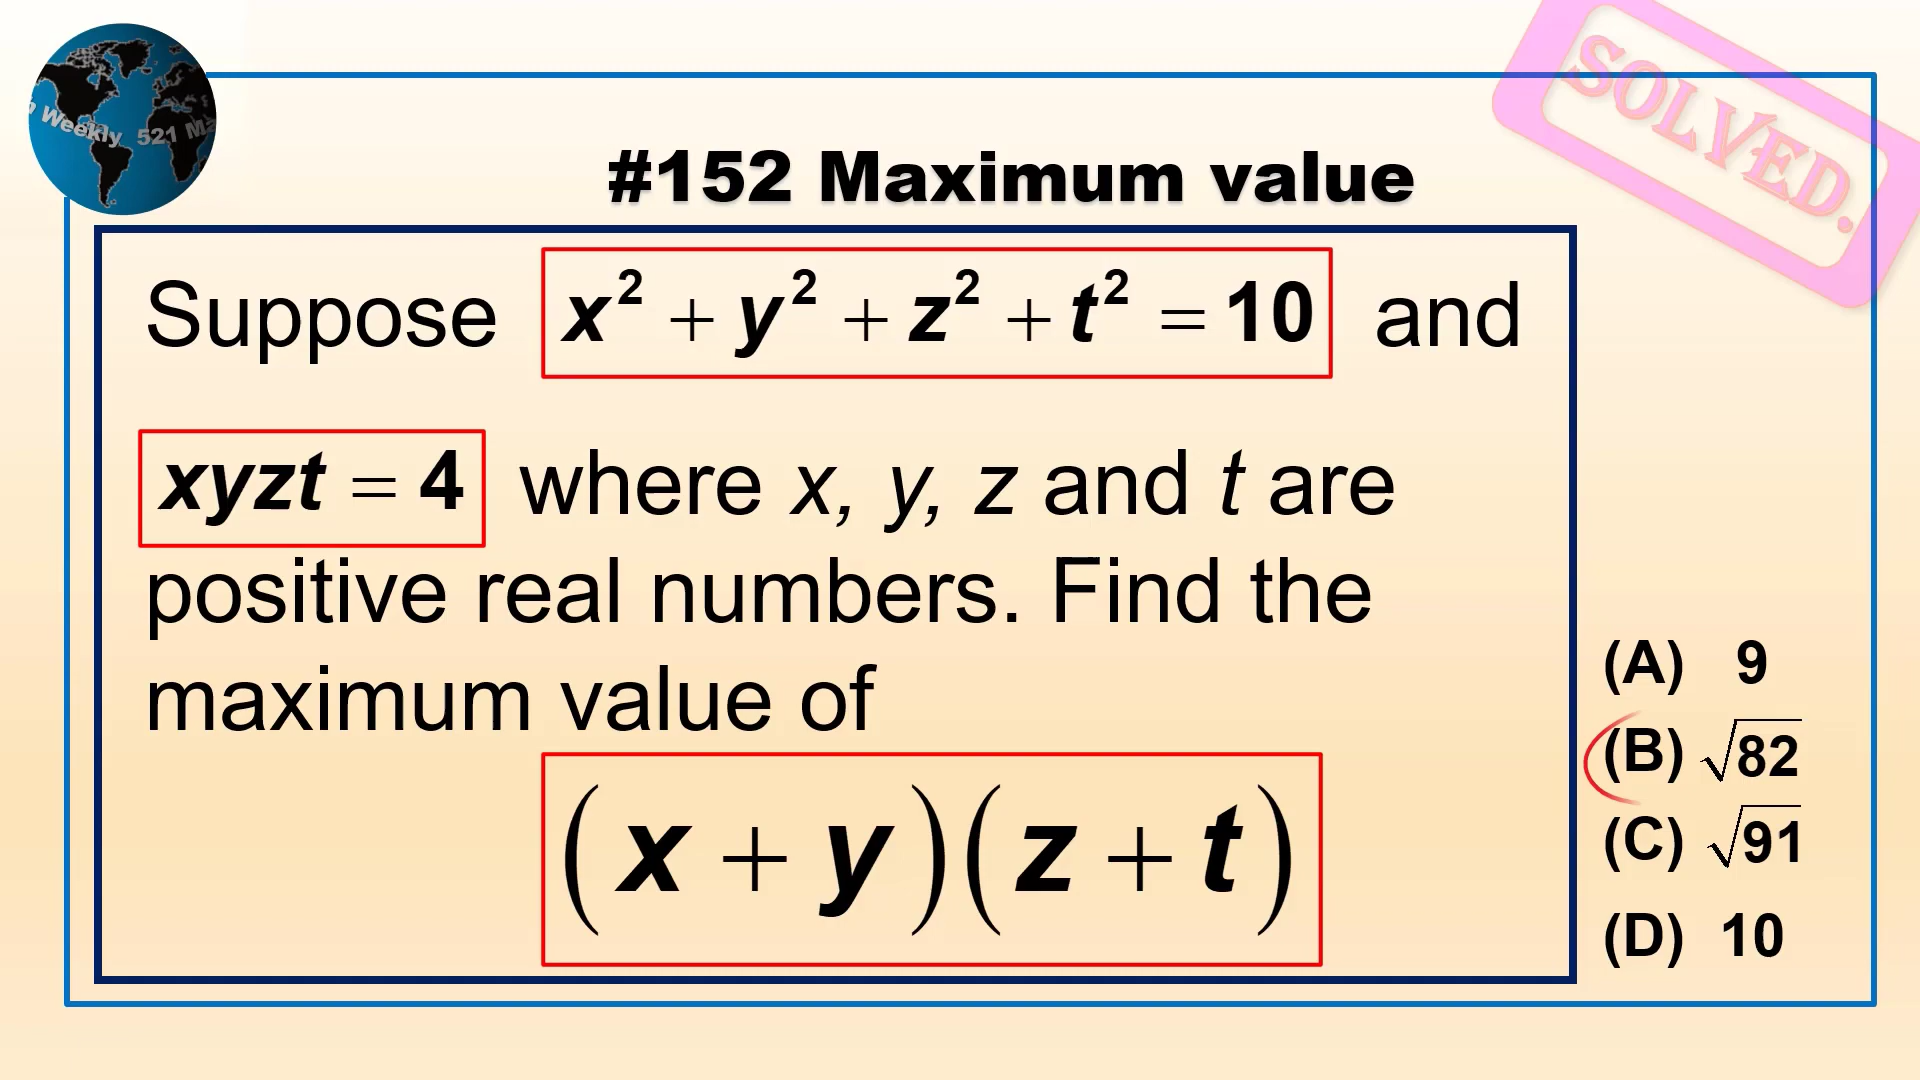 Weekly 521 Ma
SOLVED.
#152 Maximum value
Suppose x² + y² + z² + t² = 10 and
xyzt = 4 where x, y, z and t are
positive real numbers. Find the
maximum value of
(x + y)(z + t)
(A) 9
(B) √82
(C) √91
(D) 10